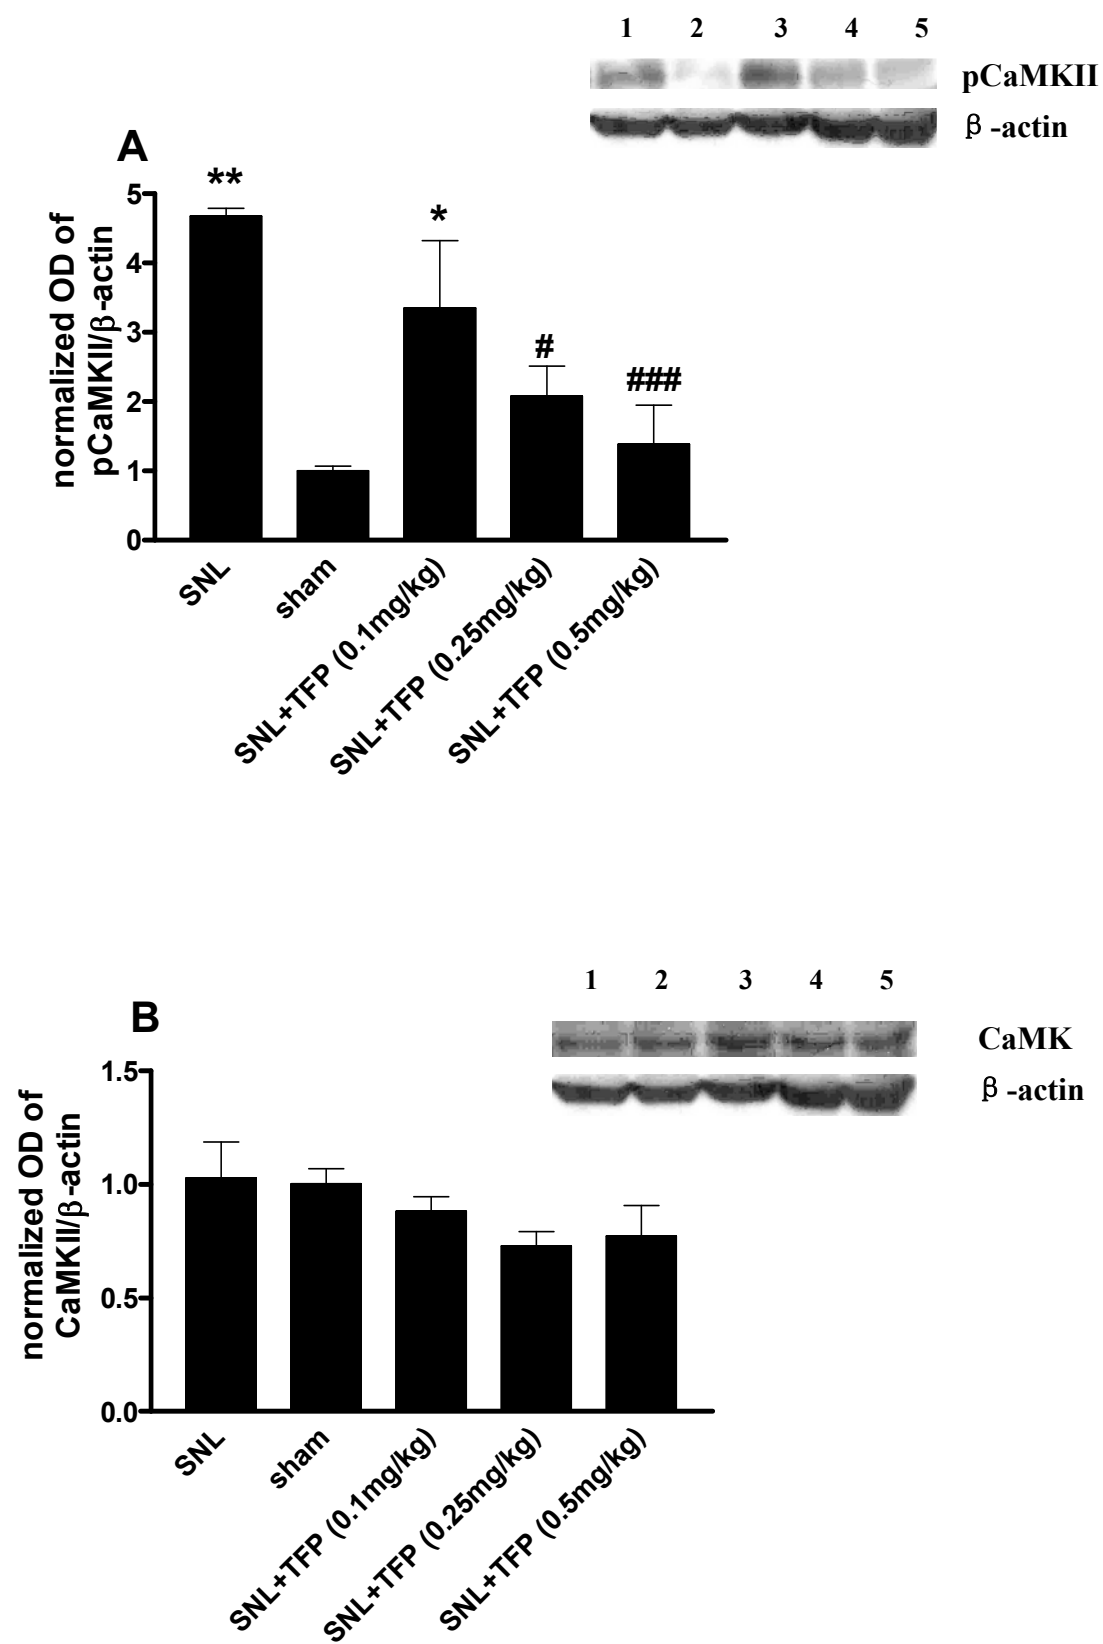 1 2 3 4 5
pCaMKII
β-actin
A
**
*
#
###
normalized OD of
pCaMKII/β-actin
5
4
3
2
1
0
SNL
sham
SNL+TFP (0.1mg/kg)
SNL+TFP (0.25mg/kg)
SNL+TFP (0.5mg/kg)
1 2 3 4 5
CaMK
β-actin
B
normalized OD of
CaMKII/β-actin
1.5
1.0
0.5
0.0
SNL
sham
SNL+TFP (0.1mg/kg)
SNL+TFP (0.25mg/kg)
SNL+TFP (0.5mg/kg)